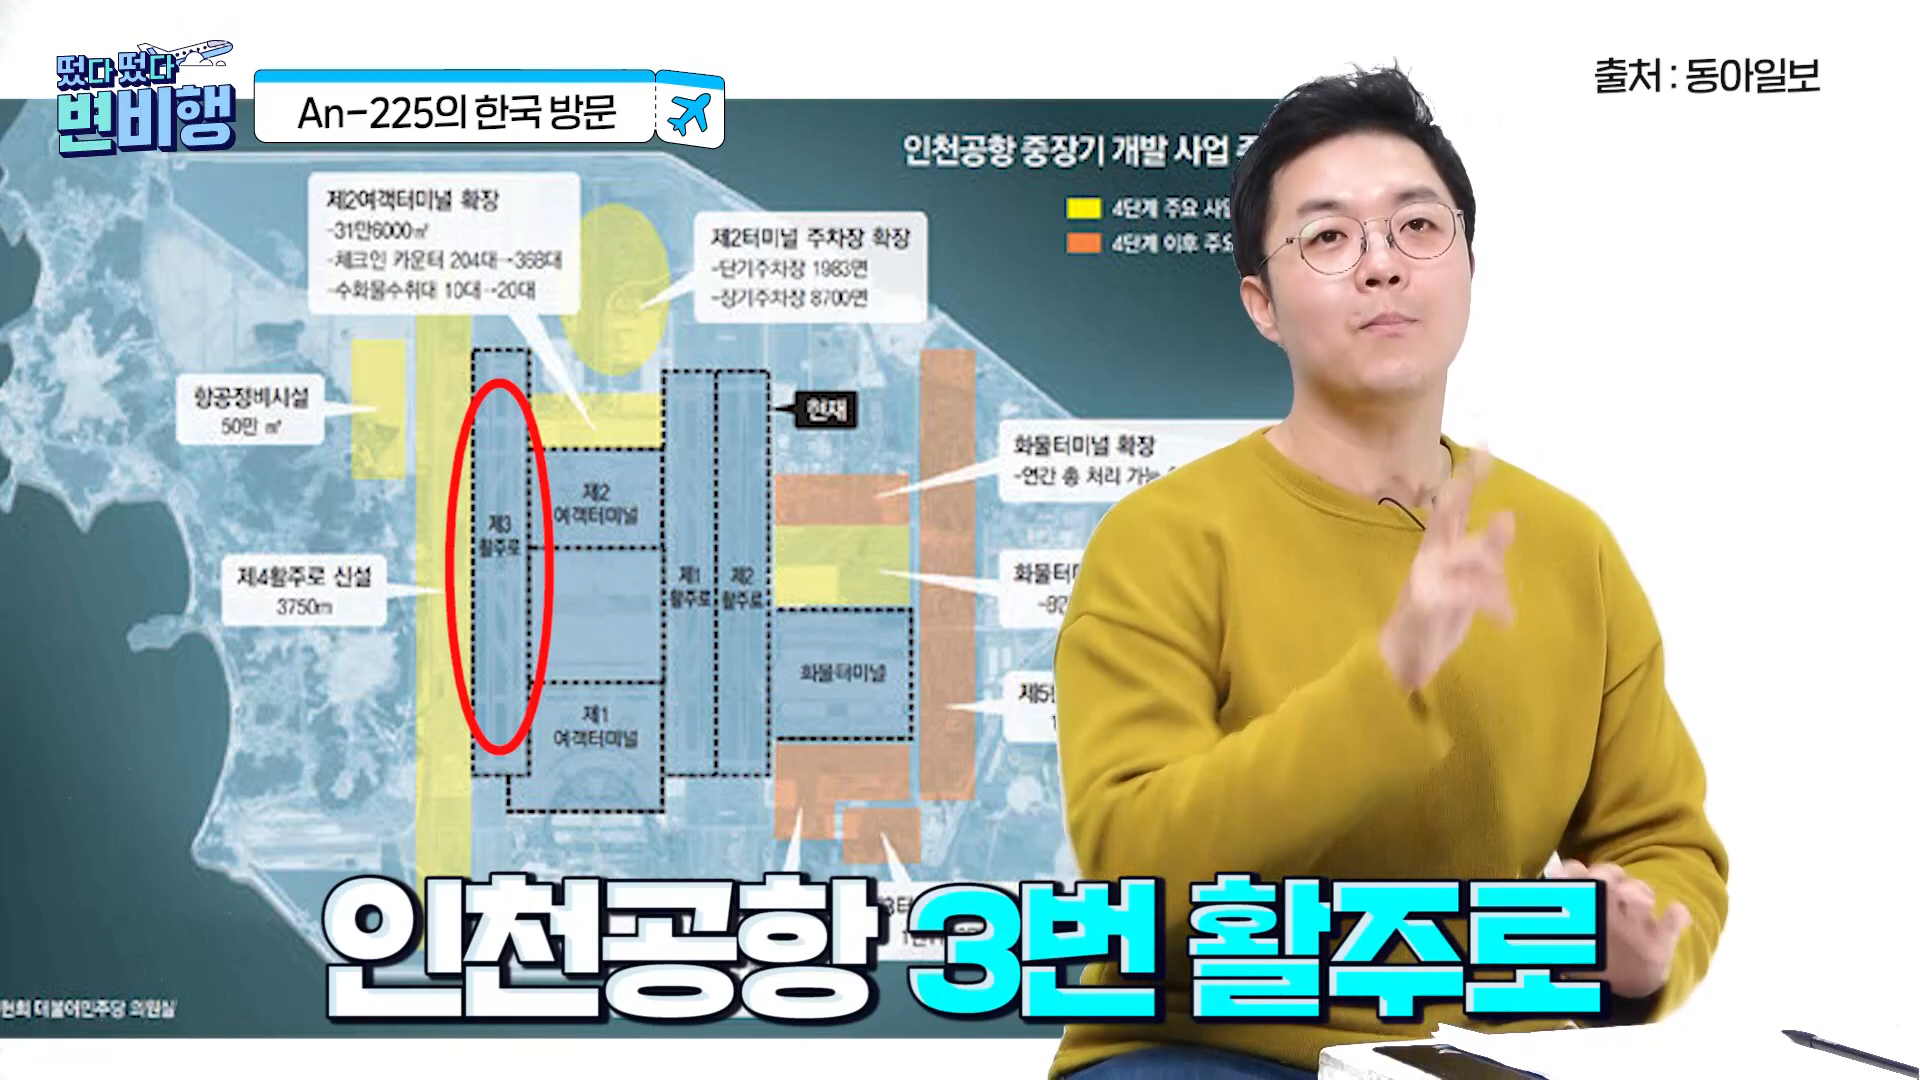 떴다 떴다
변비행
An-225의 한국 방문
출처 : 동아일보
인천공항 중장기 개발 사업
4단계 주요
4단계 이후
제2여객터미널 확장
-31만6000㎡
-체크인 카운터 204대→368대
-수화물수취대 10대→20대
제2터미널 주차장 확장
-단기주차장 1983면
-장기주차장 8700면
항공정비시설
50만 ㎡
현재
화물터미널 확장
-연간 총 처리
제2
여객터미널
제3
활주로
제1
활주로
제2
활주로
제4활주로 신설
3750m
화물터미널
제1
여객터미널
인천공항 3번 활주로
더불어민주당 의원실